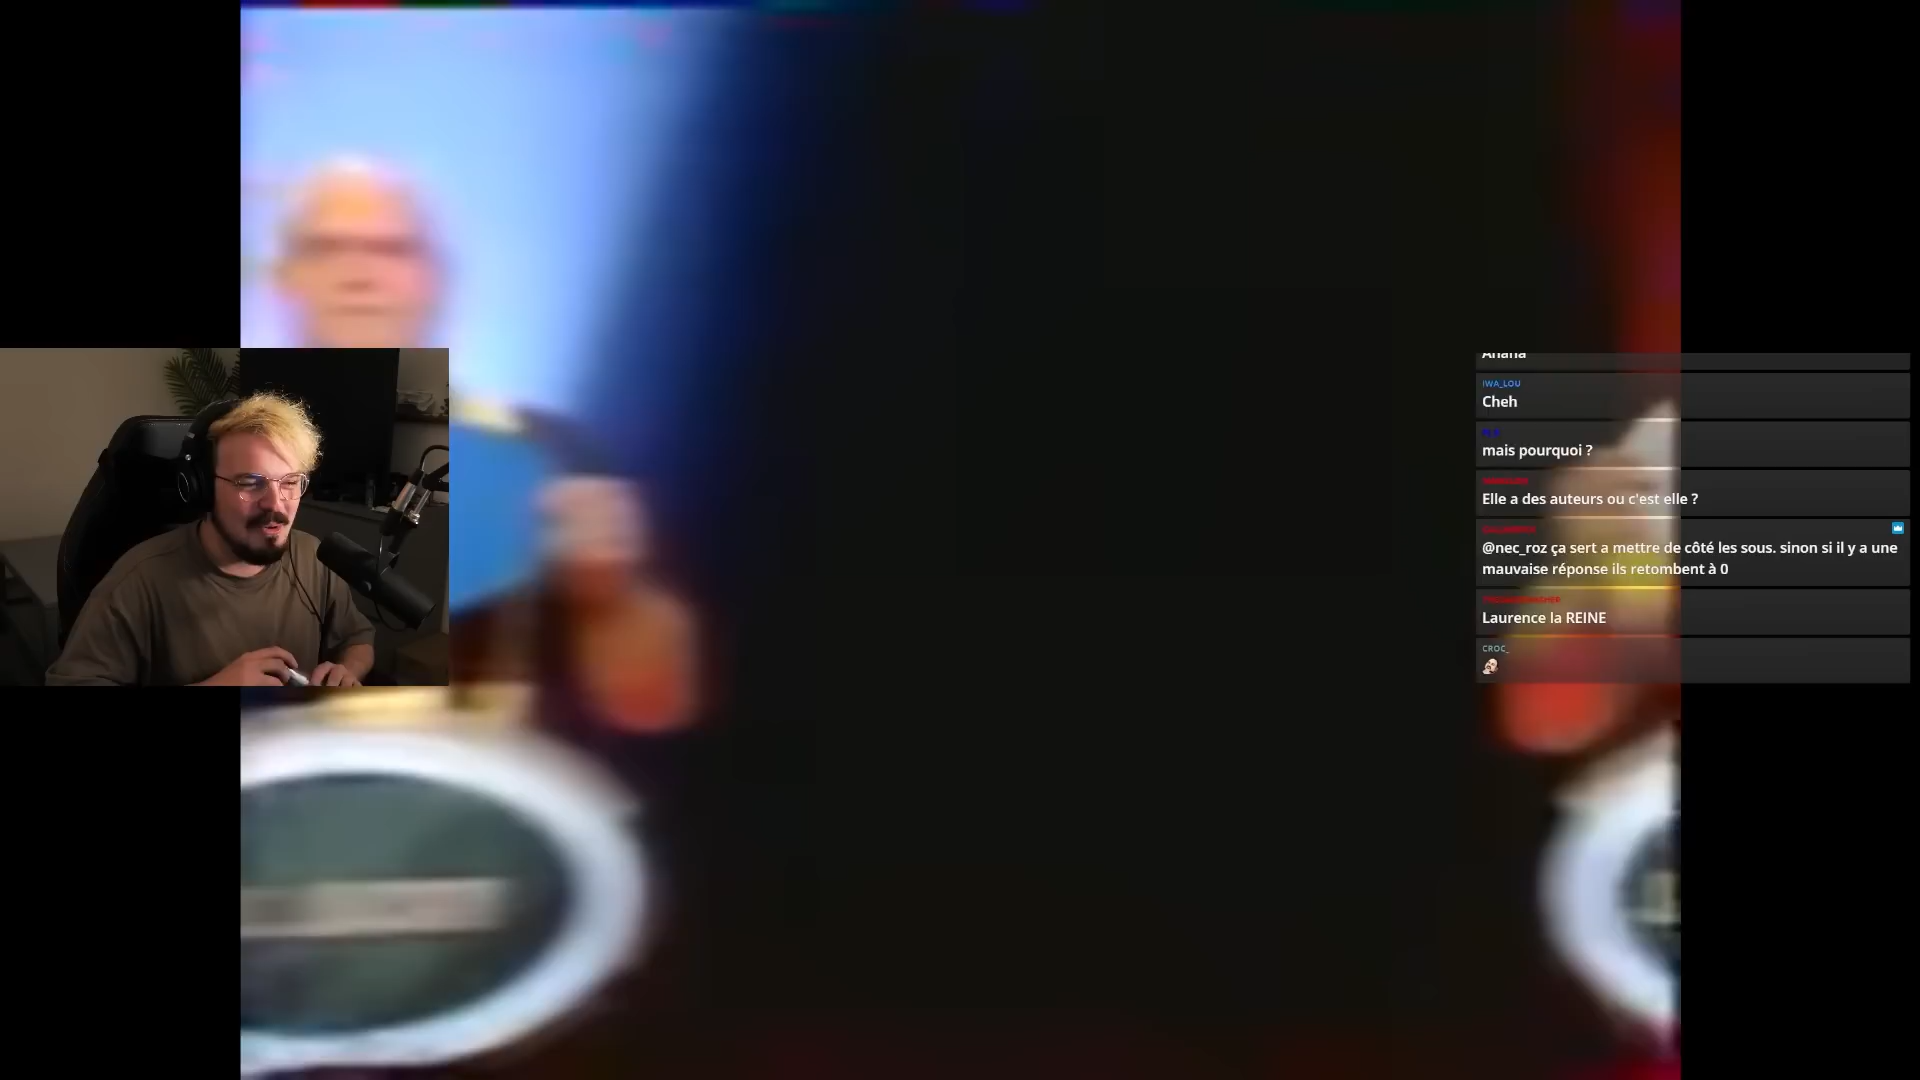 Ahaha
IWA_LOU
Cheh
mais pourquoi ?
Elle a des auteurs ou c'est elle ?
@nec_roz ça sert a mettre de côté les sous. sinon si il y a une
mauvaise réponse ils retombent à 0
Laurence la REINE
CROC_